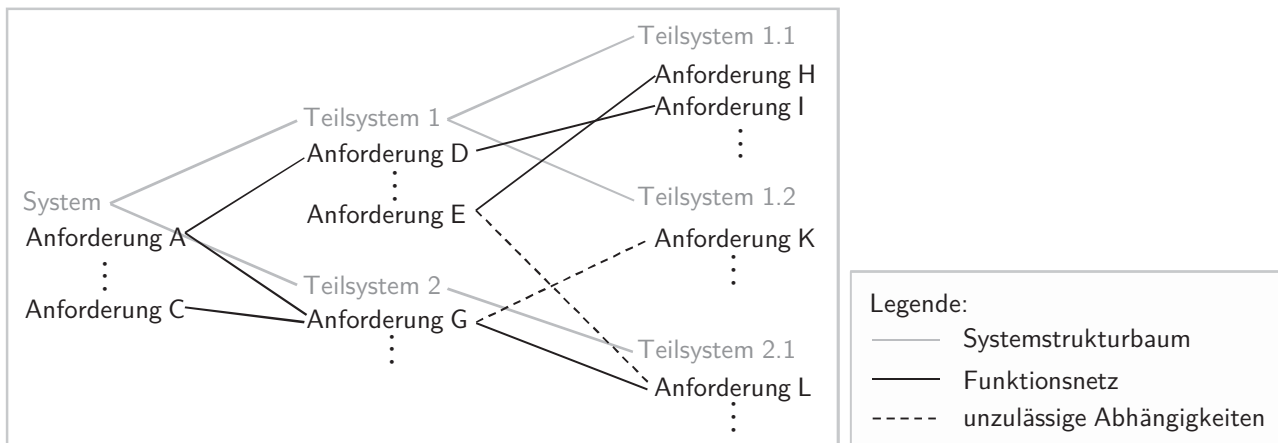 Teilsystem 1.1
Anforderung H
Anforderung I
Teilsystem 1
Anforderung D
Anforderung E
Teilsystem 1.2
Anforderung K
System
Anforderung A
Anforderung C
Teilsystem 2
Anforderung G
Teilsystem 2.1
Anforderung L
Legende:
Systemstrukturbaum
Funktionsnetz
unzulässige Abhängigkeiten